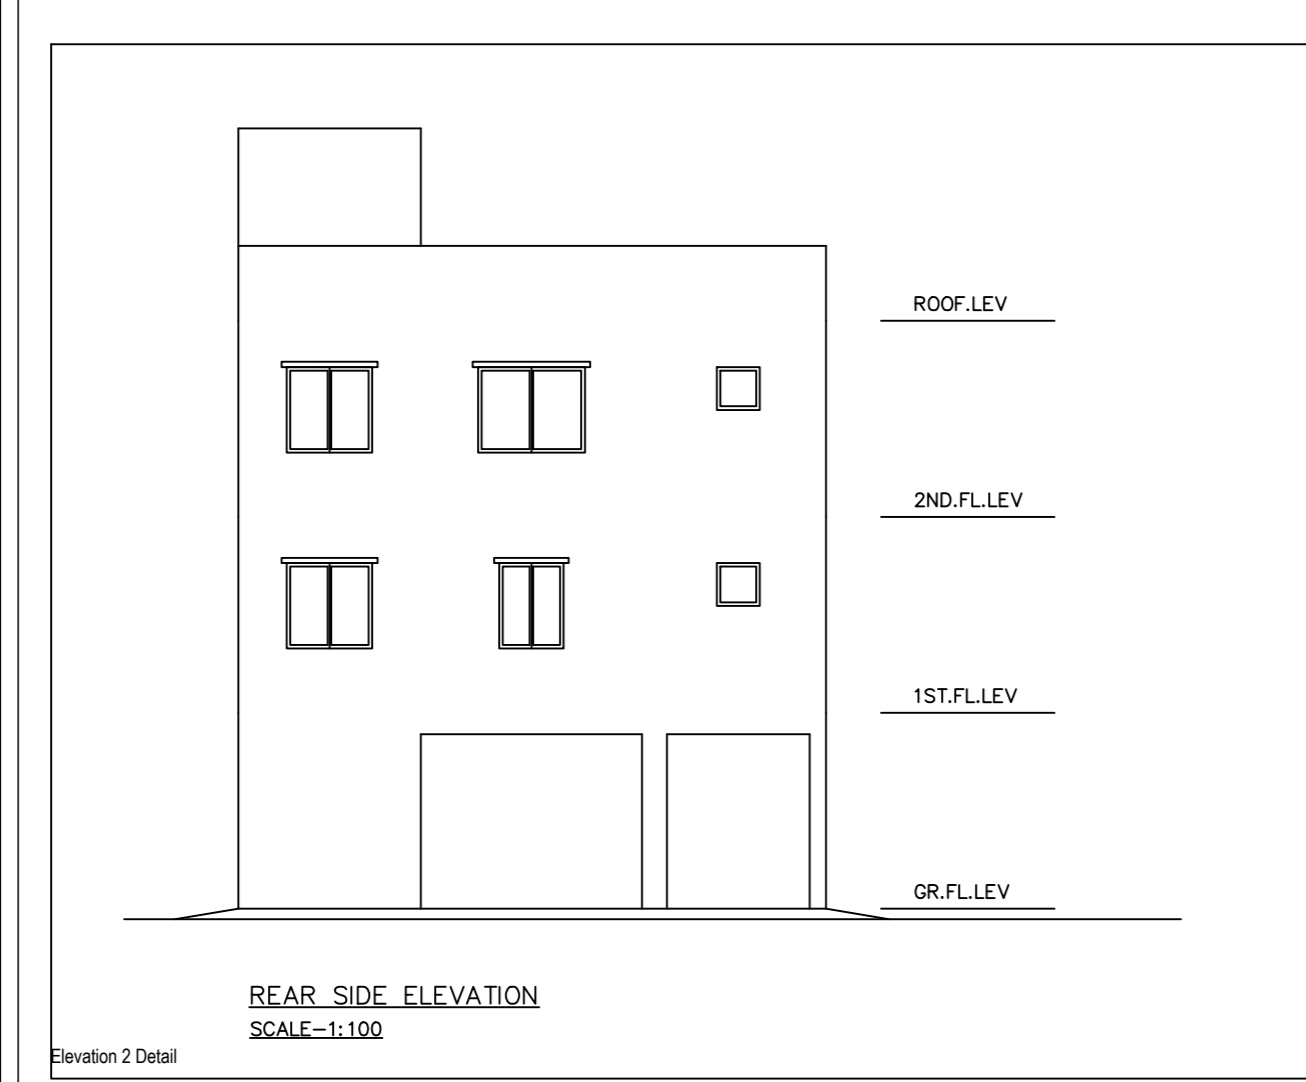 ROOF.LEV
2ND.FL.LEV
1ST.FL.LEV
GR.FL.LEV
REAR SIDE ELEVATION
SCALE-1:100
Elevation 2 Detail